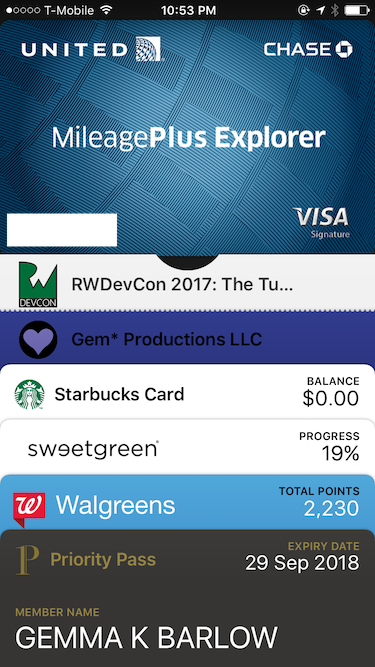 T-Mobile 10:53 PM
UNITED CHASE
MileagePlus Explorer
VISA
Signature
RW
DEVCON
RWDevCon 2017: The Tu...
Gem* Productions LLC
Starbucks Card
BALANCE
$0.00
sweetgreen
PROGRESS
19%
W Walgreens
TOTAL POINTS
2,230
P Priority Pass
EXPIRY DATE
29 Sep 2018
MEMBER NAME
GEMMA K BARLOW